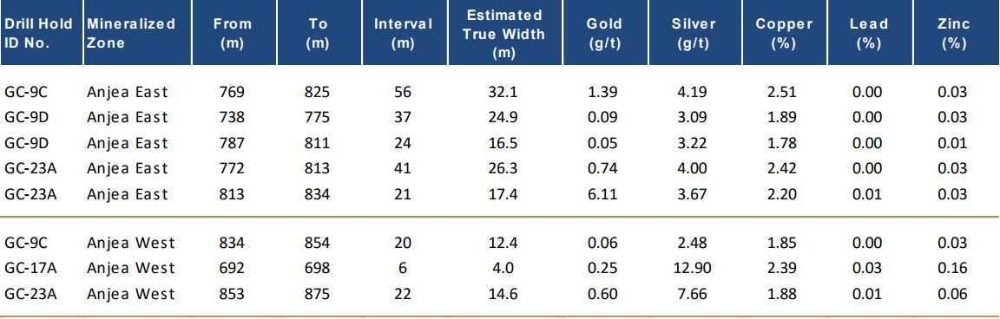 Drill Hold ID No. Mineralized Zone From (m) To (m) Interval (m) Estimated True Width (m) Gold (g/t) Silver (g/t) Copper (%) Lead (%) Zinc (%)
GC-9C Anjea East 769 825 56 32.1 1.39 4.19 2.51 0.00 0.03
GC-9D Anjea East 738 775 37 24.9 0.09 3.09 1.89 0.00 0.03
GC-9D Anjea East 787 811 24 16.5 0.05 3.22 1.78 0.00 0.01
GC-23A Anjea East 772 813 41 26.3 0.74 4.00 2.42 0.00 0.03
GC-23A Anjea East 813 834 21 17.4 6.11 3.67 2.20 0.01 0.03
GC-9C Anjea West 834 854 20 12.4 0.06 2.48 1.85 0.00 0.03
GC-17A Anjea West 692 698 6 4.0 0.25 12.90 2.39 0.03 0.16
GC-23A Anjea West 853 875 22 14.6 0.60 7.66 1.88 0.01 0.06